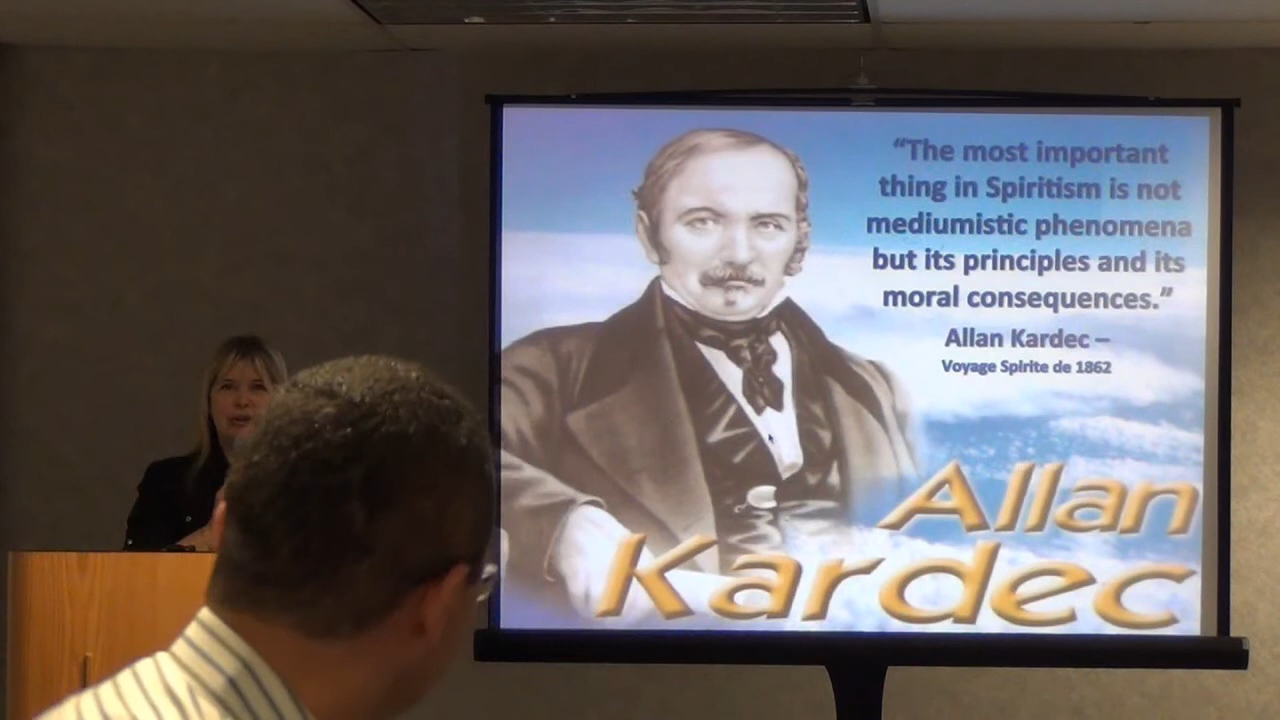 “The most important
thing in Spiritism is not
mediumistic phenomena
but its principles and its
moral consequences.”
Allan Kardec –
Voyage Spirite de 1862
Allan
Kardec